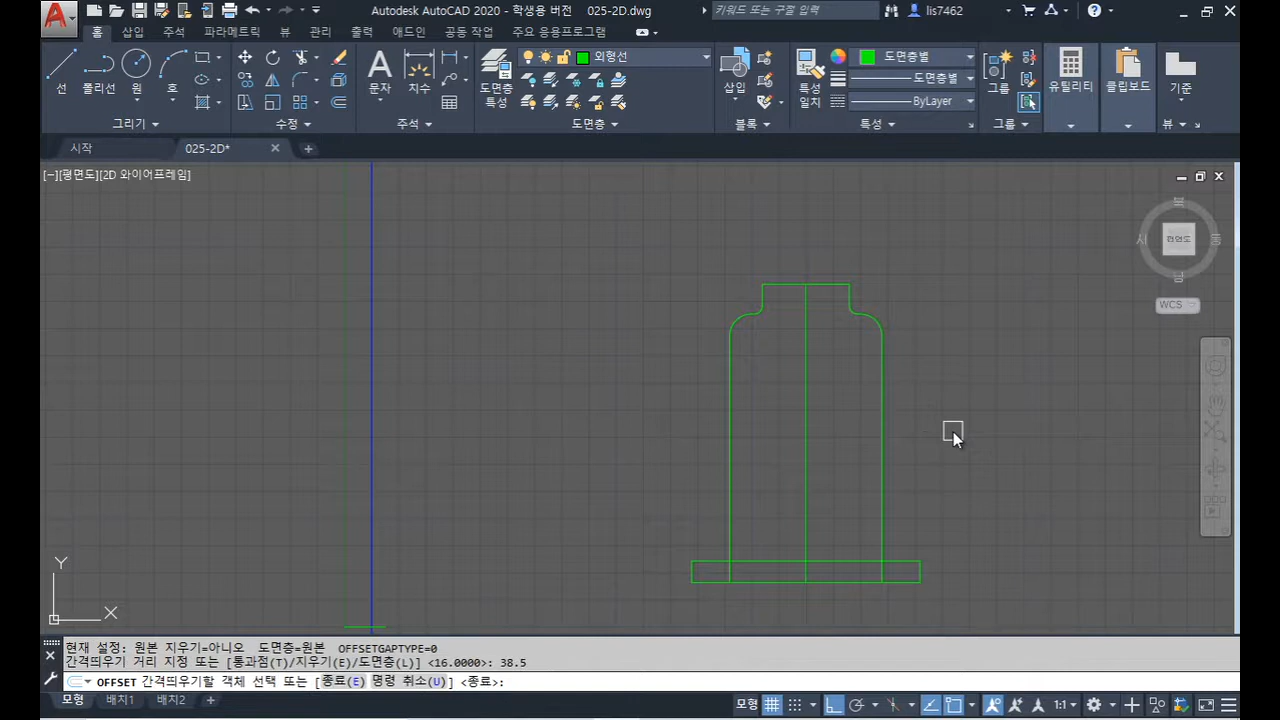 Autodesk AutoCAD 2020 - 학생용 버전 025-2D.dwg
키워드 또는 구절 입력
lis7462
홈 삽입 주석 파라메트릭 뷰 관리 출력 애드인 공동 작업 주요 응용프로그램
선 폴리선 원 호
그리기
수정
문자 치수
주석
도면층 특성
외형선
도면층
삽입
블록
특성 일치
도면층별
도면층별
ByLayer
특성
그룹
그룹
유틸리티
클립보드
기준
뷰
시작 025-2D*
[−][평면도][2D 와이어프레임]
북
서 평면도 동
남
WCS
Y
X
현재 설정: 원본 지우기=아니오 도면층=원본 OFFSETGAPTYPE=0
간격띄우기 거리 지정 또는 [통과점(T)/지우기(E)/도면층(L)] <16.0000>: 38.5
OFFSET 간격띄우기할 객체 선택 또는 [종료(E) 명령 취소(U)] <종료>:
모형 배치1 배치2 +
모형 1:1